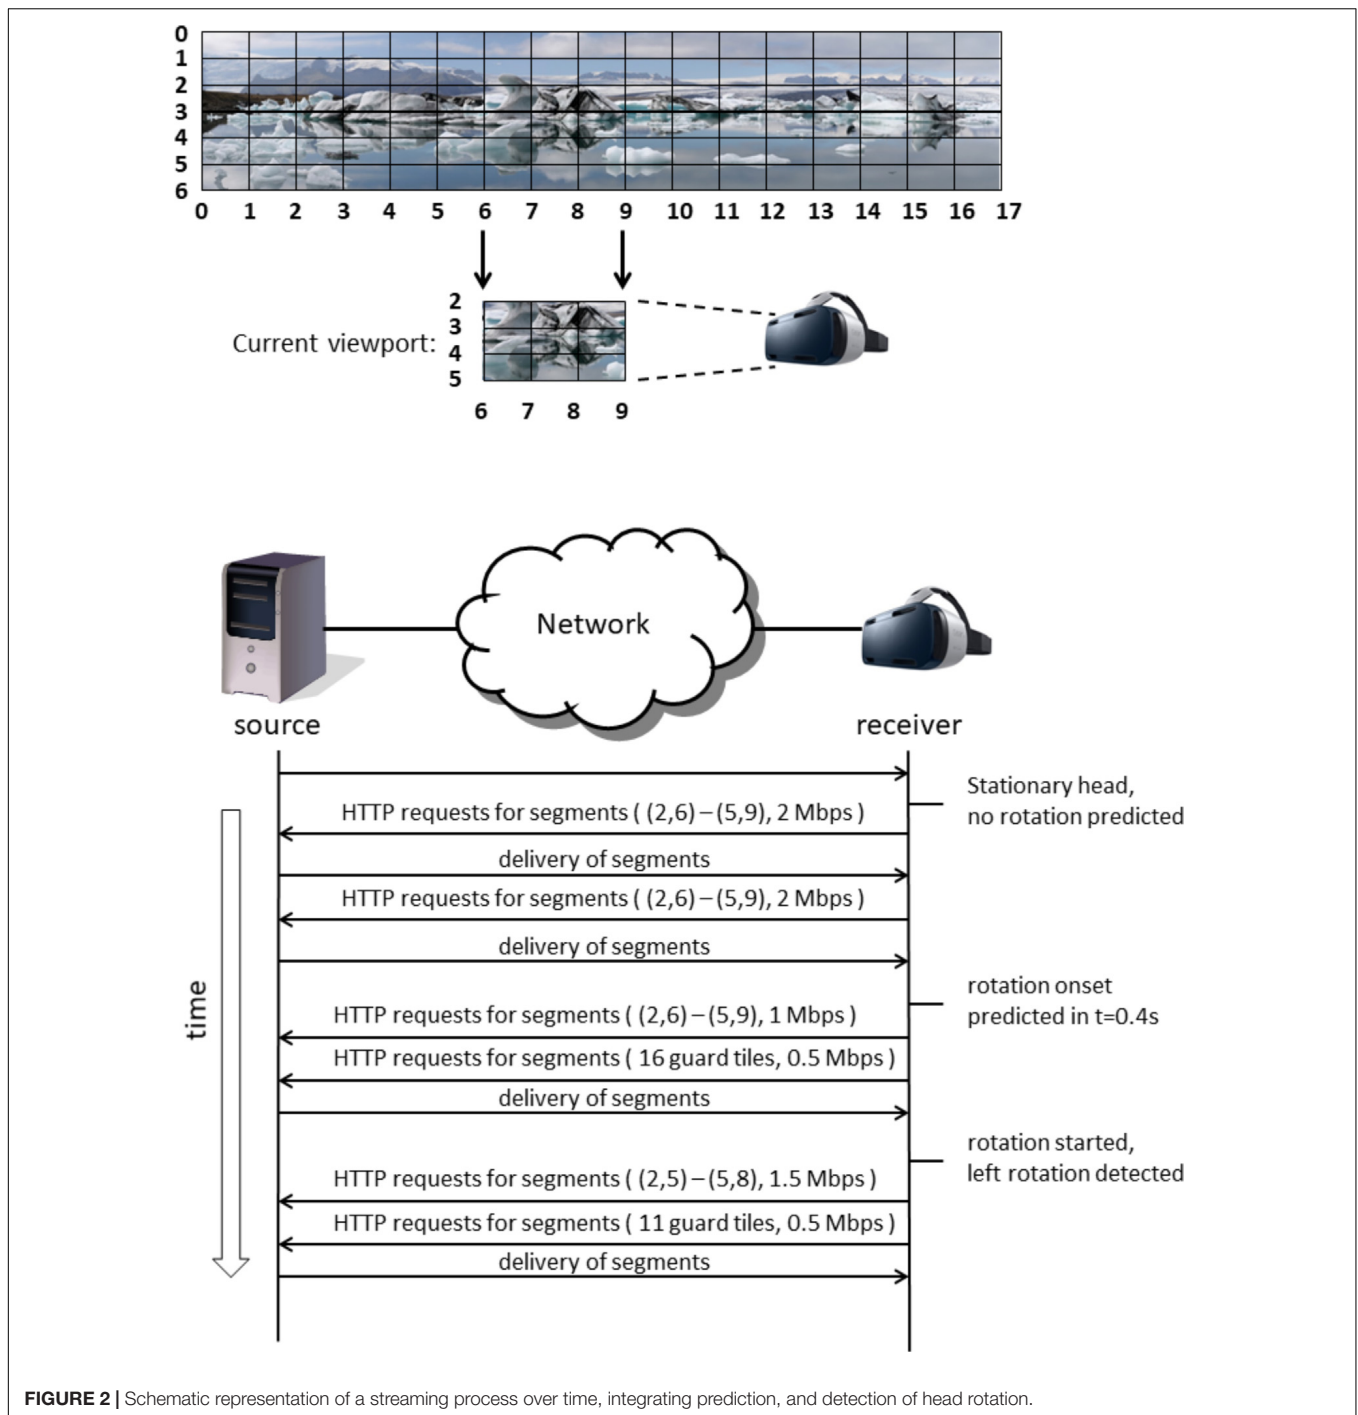 0
1
2
3
4
5
6
0 1 2 3 4 5 6 7 8 9 10 11 12 13 14 15 16 17
Current viewport:
2
3
4
5
6 7 8 9
Network
source
receiver
Stationary head,
no rotation predicted
HTTP requests for segments ( (2,6) – (5,9), 2 Mbps )
delivery of segments
HTTP requests for segments ( (2,6) – (5,9), 2 Mbps )
delivery of segments
time
rotation onset
predicted in t=0.4s
HTTP requests for segments ( (2,6) – (5,9), 1 Mbps )
HTTP requests for segments ( 16 guard tiles, 0.5 Mbps )
delivery of segments
rotation started,
left rotation detected
HTTP requests for segments ( (2,5) – (5,8), 1.5 Mbps )
HTTP requests for segments ( 11 guard tiles, 0.5 Mbps )
delivery of segments
FIGURE 2 | Schematic representation of a streaming process over time, integrating prediction, and detection of head rotation.